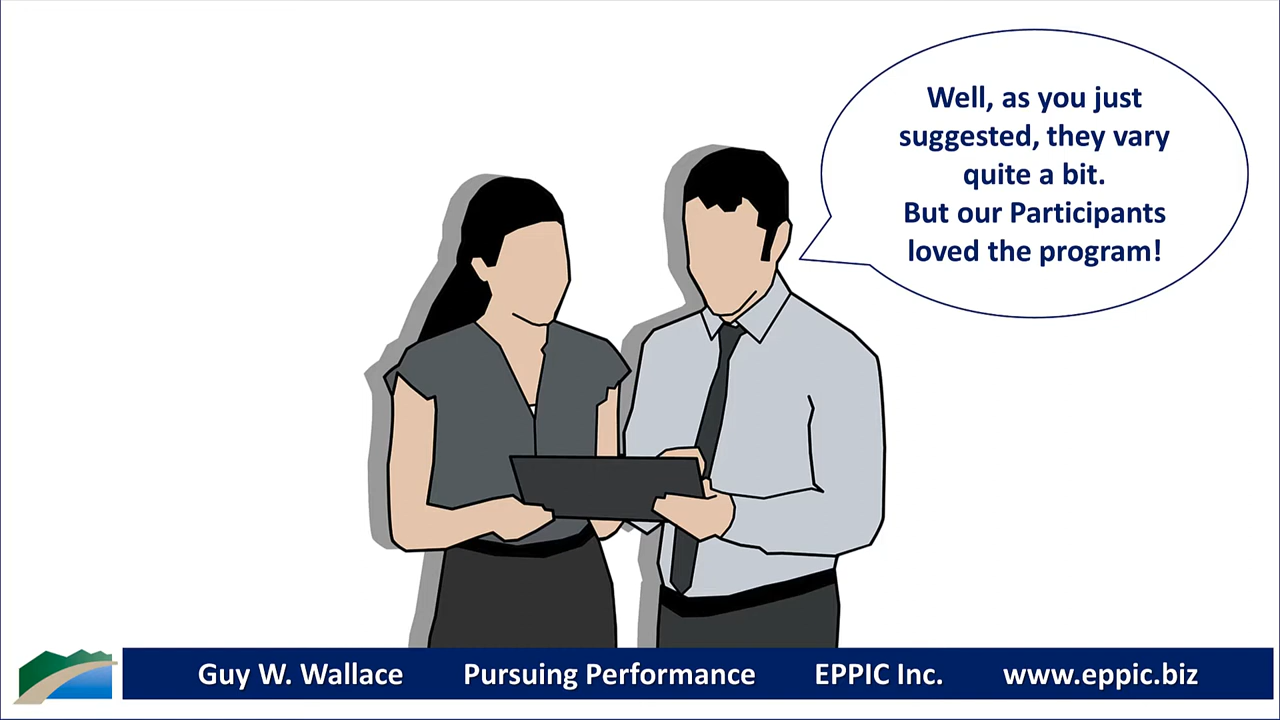 Well, as you just
suggested, they vary
quite a bit.
But our Participants
loved the program!
Guy W. Wallace Pursuing Performance EPPIC Inc. www.eppic.biz